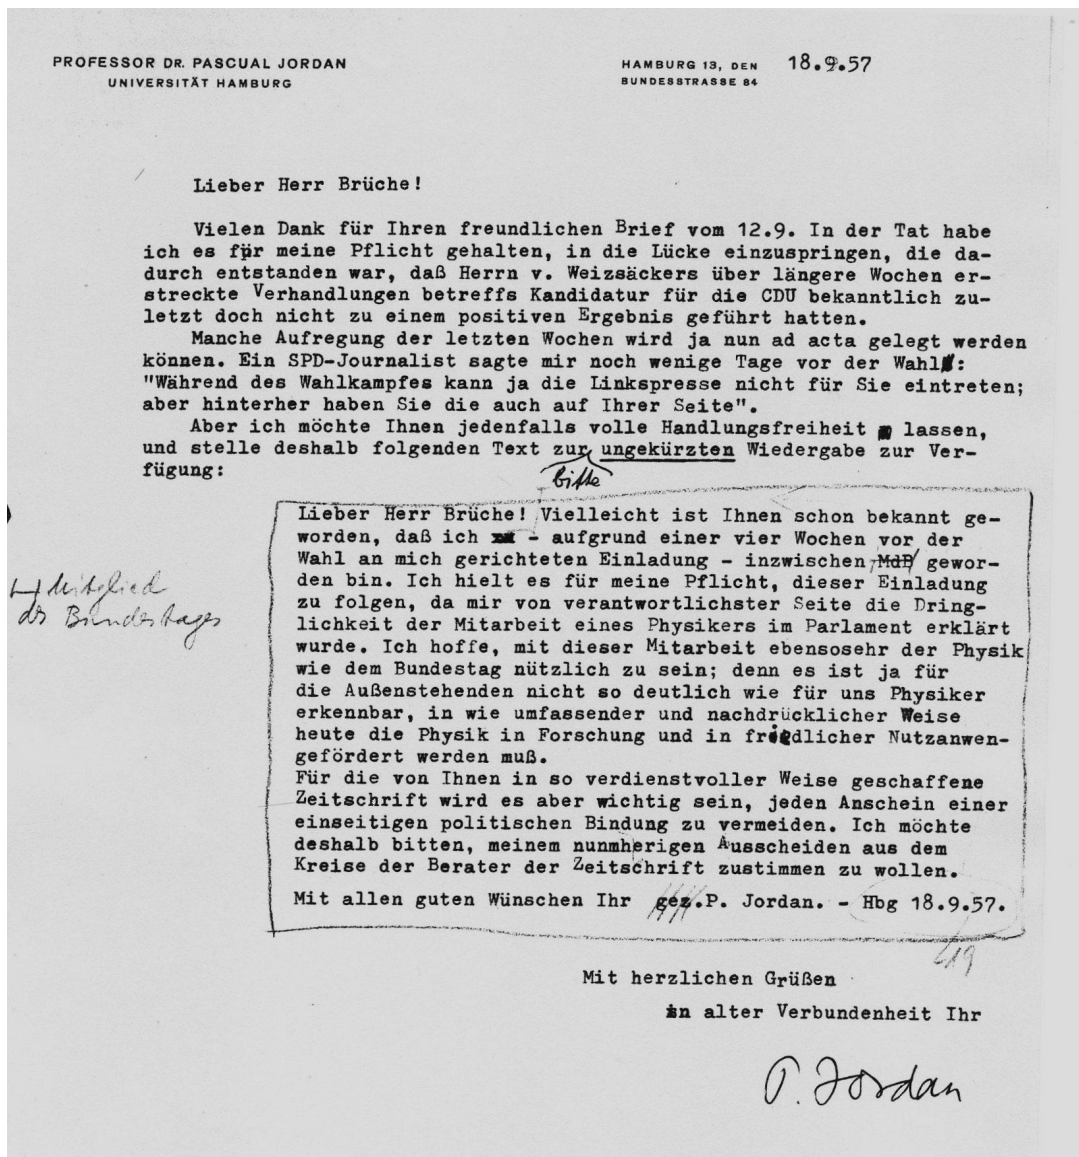 PROFESSOR DR. PASCUAL JORDAN
UNIVERSITÄT HAMBURG
HAMBURG 13, DEN 18.9.57
BUNDESSTRASSE 84
Lieber Herr Brüche!
Vielen Dank für Ihren freundlichen Brief vom 12.9. In der Tat habe
ich es für meine Pflicht gehalten, in die Lücke einzuspringen, die da-
durch entstanden war, daß Herrn v. Weizsäckers über längere Wochen er-
streckte Verhandlungen betreffs Kandidatur für die CDU bekanntlich zu-
letzt doch nicht zu einem positiven Ergebnis geführt hatten.
Manche Aufregung der letzten Wochen wird ja nun ad acta gelegt werden
können. Ein SPD-Journalist sagte mir noch wenige Tage vor der Wahl:
"Während des Wahlkampfes kann ja die Linkspresse nicht für Sie eintreten;
aber hinterher haben Sie die auch auf Ihrer Seite".
Aber ich möchte Ihnen jedenfalls volle Handlungsfreiheit lassen,
und stelle deshalb folgenden Text zur ungekürzten Wiedergabe zur Ver-
fügung:
bitte
Lieber Herr Brüche! Vielleicht ist Ihnen schon bekannt ge-
worden, daß ich - aufgrund einer vier Wochen vor der
Wahl an mich gerichteten Einladung - inzwischen MdB gewor-
den bin. Ich hielt es für meine Pflicht, dieser Einladung
zu folgen, da mir von verantwortlichster Seite die Dring-
lichkeit der Mitarbeit eines Physikers im Parlament erklärt
wurde. Ich hoffe, mit dieser Mitarbeit ebensosehr der Physik
wie dem Bundestag nützlich zu sein; denn es ist ja für
die Außenstehenden nicht so deutlich wie für uns Physiker
erkennbar, in wie umfassender und nachdrücklicher Weise
heute die Physik in Forschung und in friedlicher Nutzanwen-
gefördert werden muß.
Für die von Ihnen in so verdienstvoller Weise geschaffene
Zeitschrift wird es aber wichtig sein, jeden Anschein einer
einseitigen politischen Bindung zu vermeiden. Ich möchte
deshalb bitten, meinem nunmherigen Ausscheiden aus dem
Kreise der Berater der Zeitschrift zustimmen zu wollen.
Mit allen guten Wünschen Ihr gez.P. Jordan. - Hbg 18.9.57.
Mitglied
des Bundestages
Mit herzlichen Grüßen
in alter Verbundenheit Ihr
P. Jordan